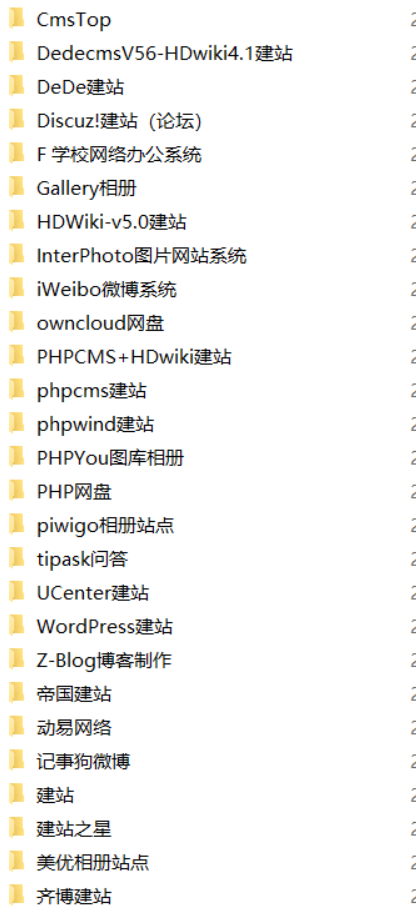 CmsTop
DedecmsV56-HDwiki4.1建站
DeDe建站
Discuz!建站（论坛）
F 学校网络办公系统
Gallery相册
HDWiki-v5.0建站
InterPhoto图片网站系统
iWeibo微博系统
owncloud网盘
PHPCMS+HDwiki建站
phpcms建站
phpwind建站
PHPYou图库相册
PHP网盘
piwigo相册站点
tipask问答
UCenter建站
WordPress建站
Z-Blog博客制作
帝国建站
动易网络
记事狗微博
建站
建站之星
美优相册站点
齐博建站